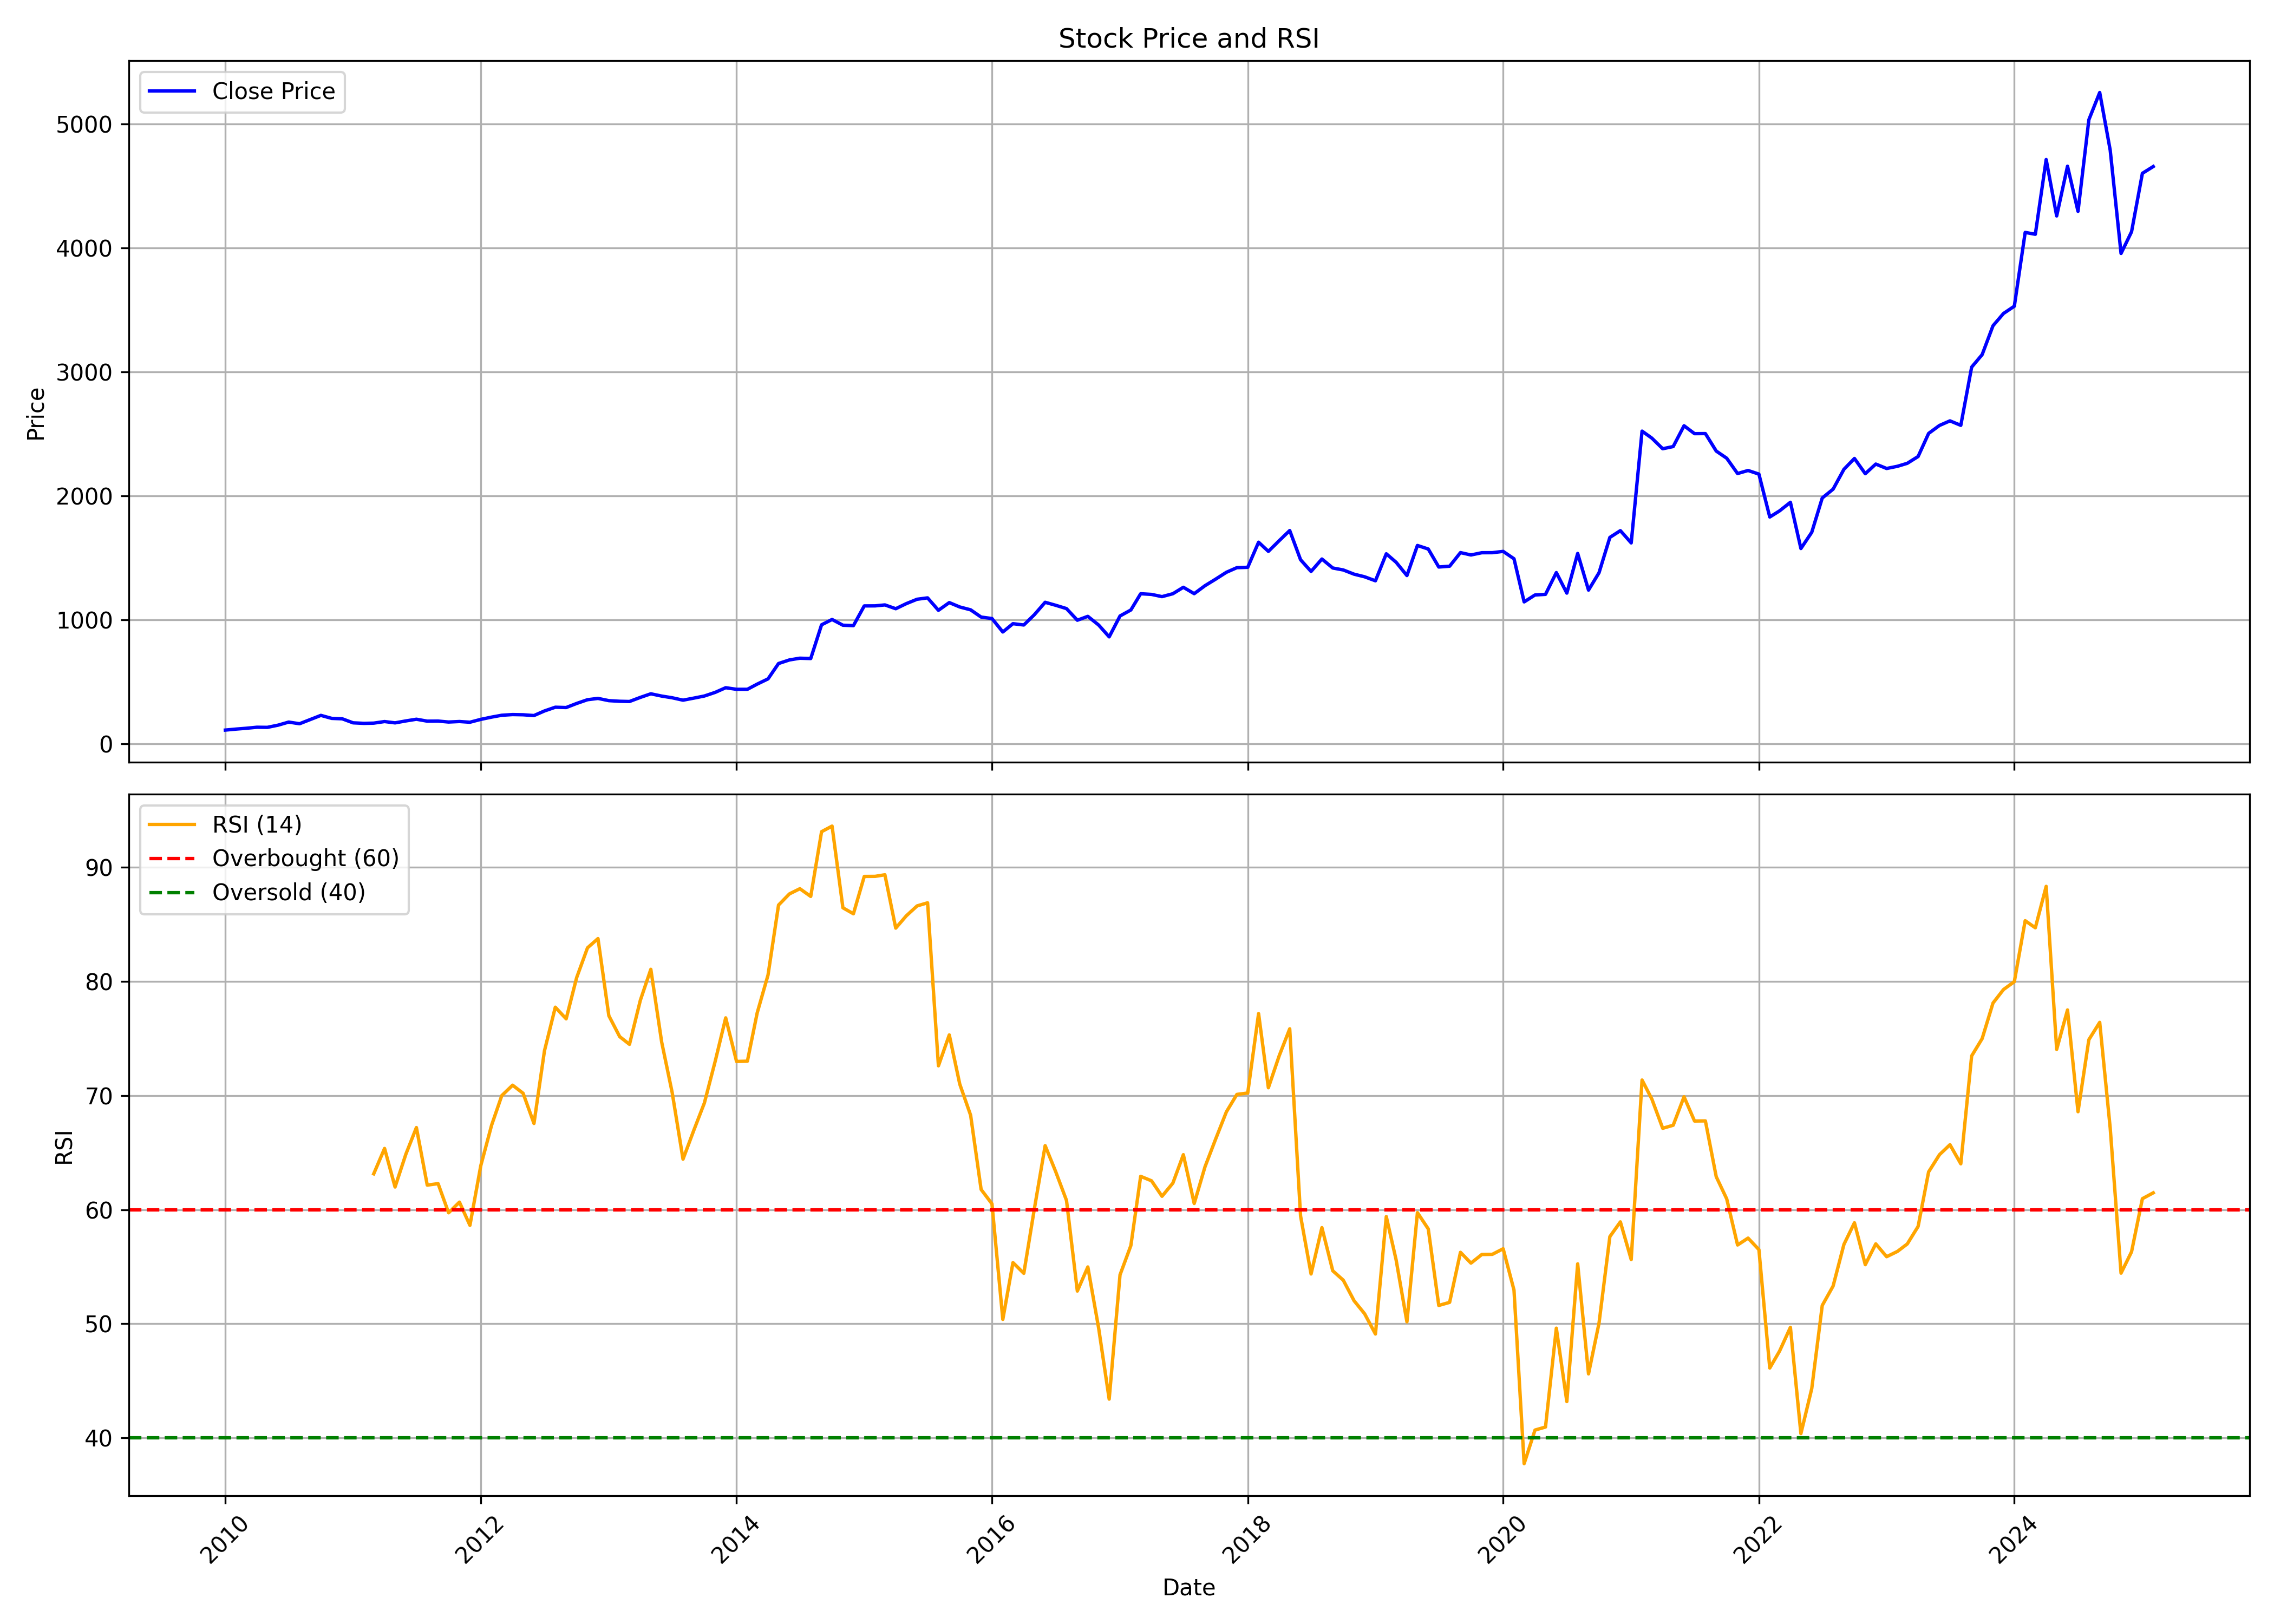 Stock Price and RSI
Close Price
5000
4000
3000
2000
1000
0
Price
RSI (14)
Overbought (60)
Oversold (40)
90
80
70
60
50
40
RSI
2010
2012
2014
2016
2018
2020
2022
2024
Date